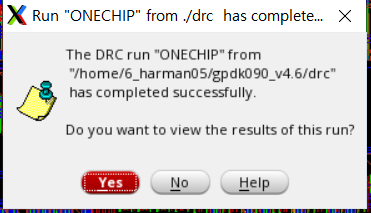 Run "ONECHIP" from ./drc has complete...
The DRC run "ONECHIP" from
"/home/6_harman05/gpdk090_v4.6/drc"
has completed successfully.
Do you want to view the results of this run?
Yes No Help